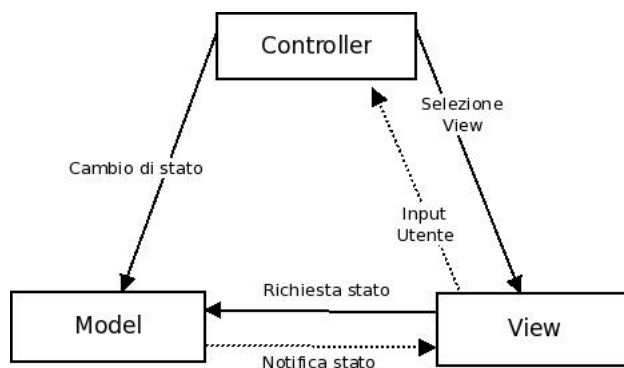 Controller
Selezione
View
Cambio di stato
Input
Utente
Richiesta stato
Model
View
Notifica stato